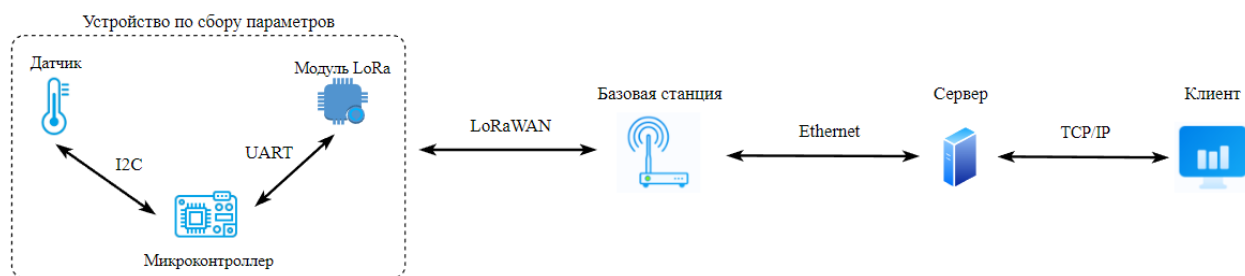 Устройство по сбору параметров
Датчик
Модуль LoRa
I2C
UART
Микроконтроллер
LoRaWAN
Базовая станция
Ethernet
Сервер
TCP/IP
Клиент